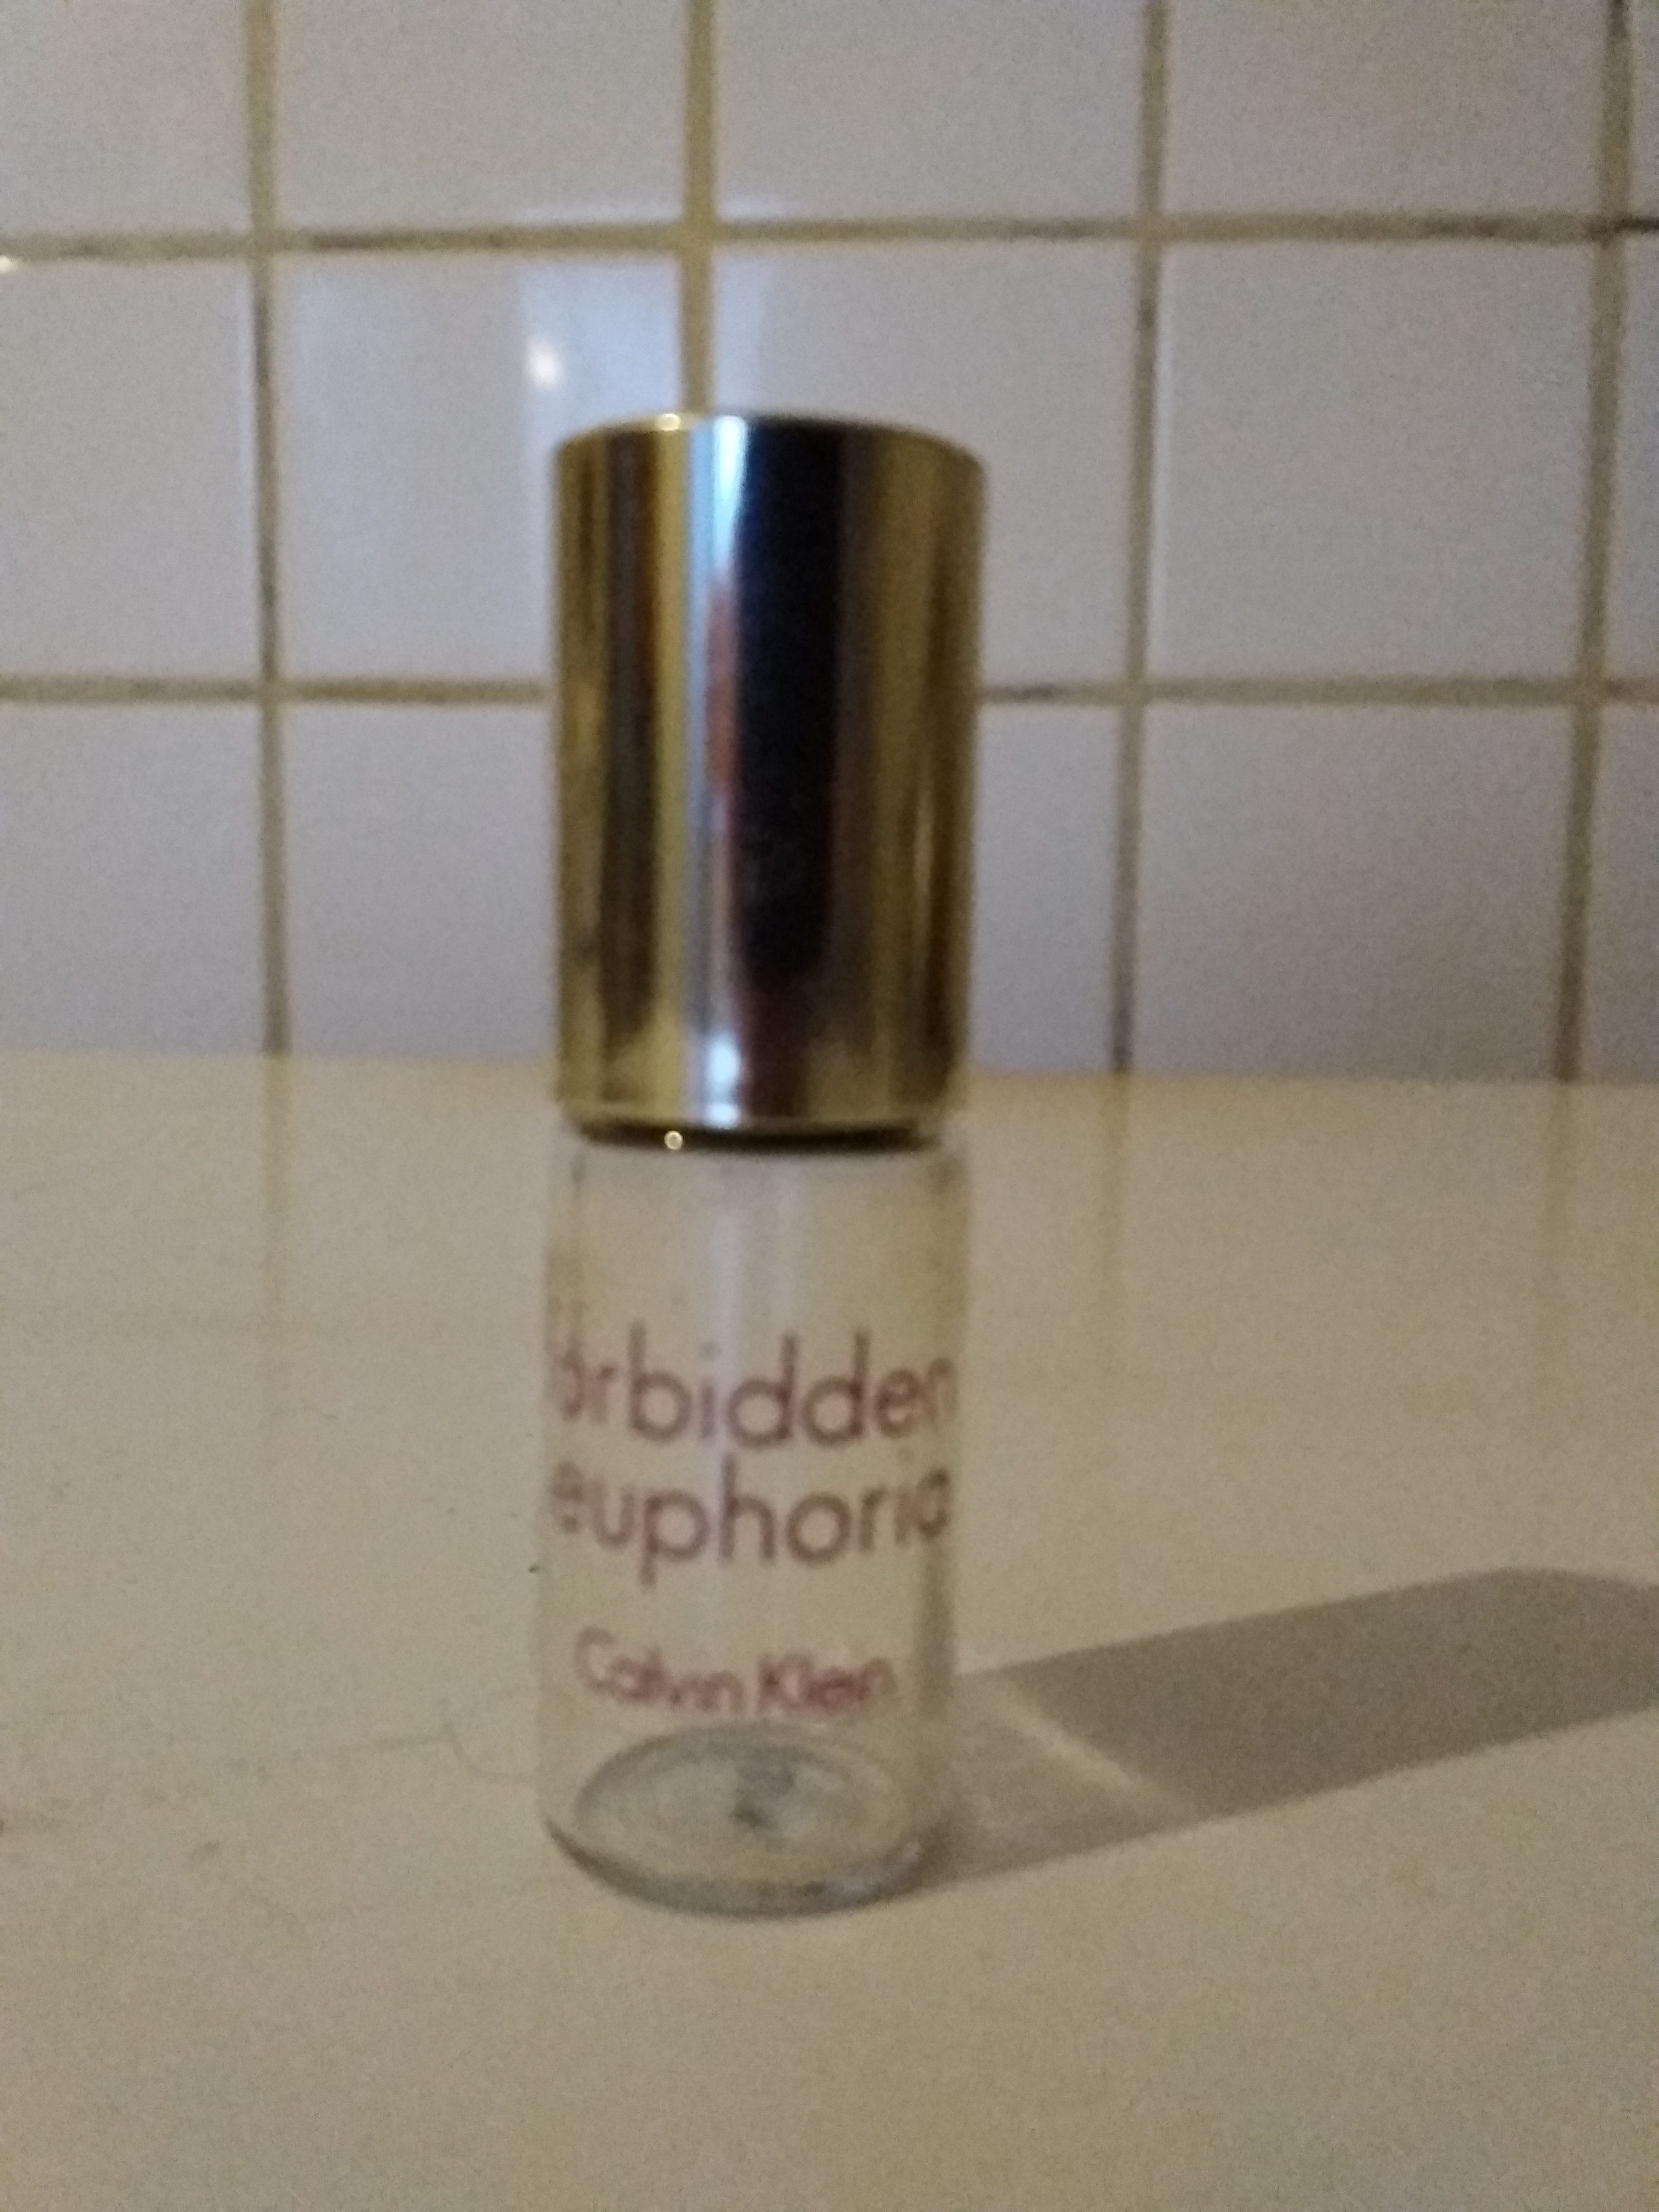 forbidden
euphoria
Calvin Klein